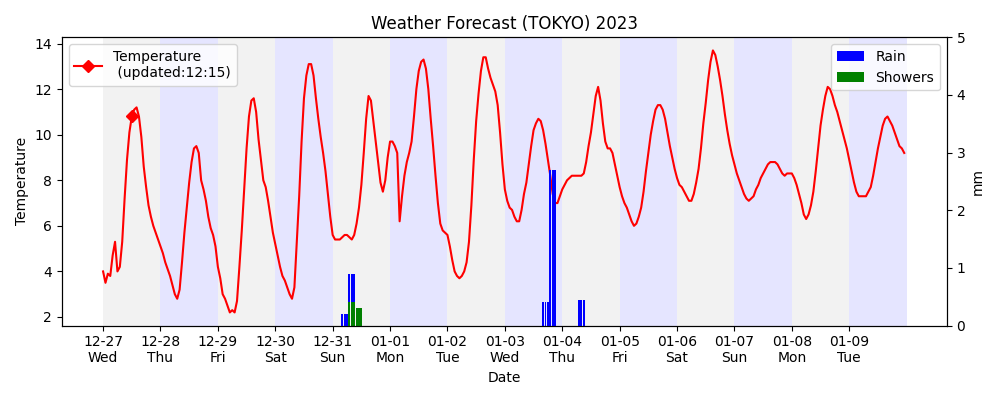 Weather Forecast (TOKYO) 2023
Temperature
(updated:12:15)
Rain
Showers
14
12
10
8
6
4
2
Temperature
5
4
3
2
1
0
mm
12-27 12-28 12-29 12-30 12-31 01-01 01-02 01-03 01-04 01-05 01-06 01-07 01-08 01-09
Wed Thu Fri Sat Sun Mon Tue Wed Thu Fri Sat Sun Mon Tue
Date